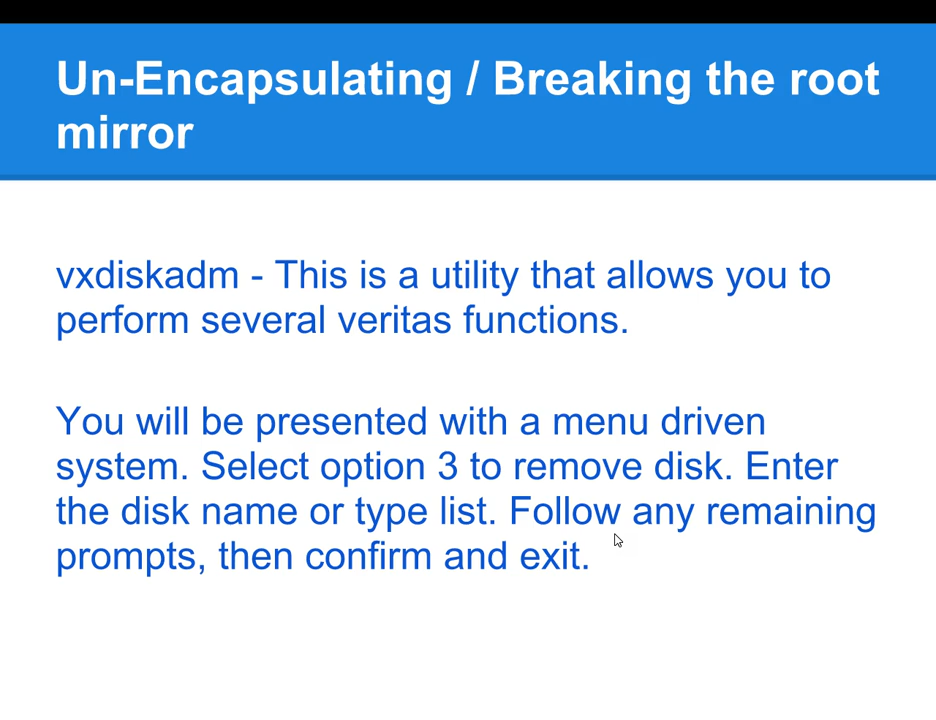 Un-Encapsulating / Breaking the root
mirror
vxdiskadm - This is a utility that allows you to
perform several veritas functions.
You will be presented with a menu driven
system. Select option 3 to remove disk. Enter
the disk name or type list. Follow any remaining
prompts, then confirm and exit.